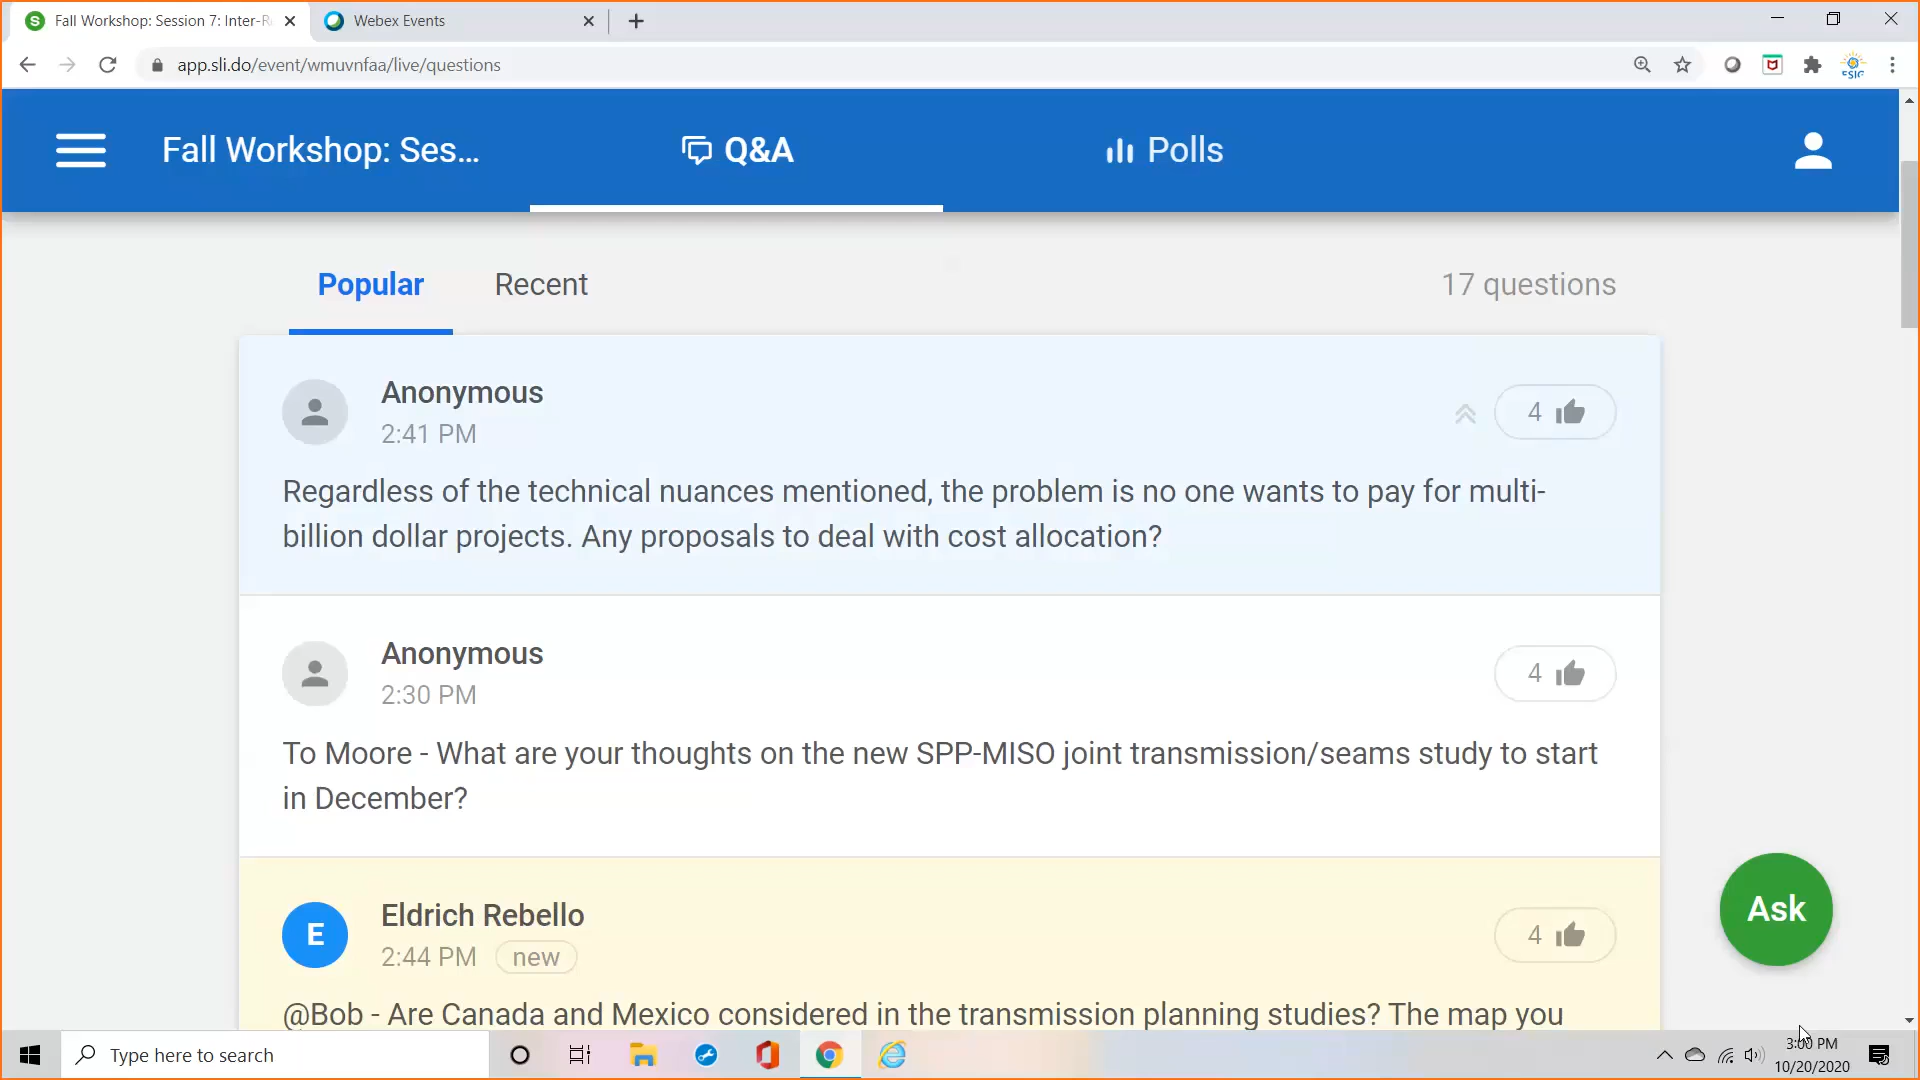 S Fall Workshop: Session 7: Inter-R
Webex Events
app.sli.do/event/wmuvnfaa/live/questions
ESIG
Fall Workshop: Ses...
Q&A
Polls
Popular
Recent
17 questions
Anonymous
2:41 PM
4
Regardless of the technical nuances mentioned, the problem is no one wants to pay for multi-
billion dollar projects. Any proposals to deal with cost allocation?
Anonymous
2:30 PM
4
To Moore - What are your thoughts on the new SPP-MISO joint transmission/seams study to start
in December?
E
Eldrich Rebello
2:44 PM new
4
@Bob - Are Canada and Mexico considered in the transmission planning studies? The map you
Ask
Type here to search
3:00 PM
10/20/2020